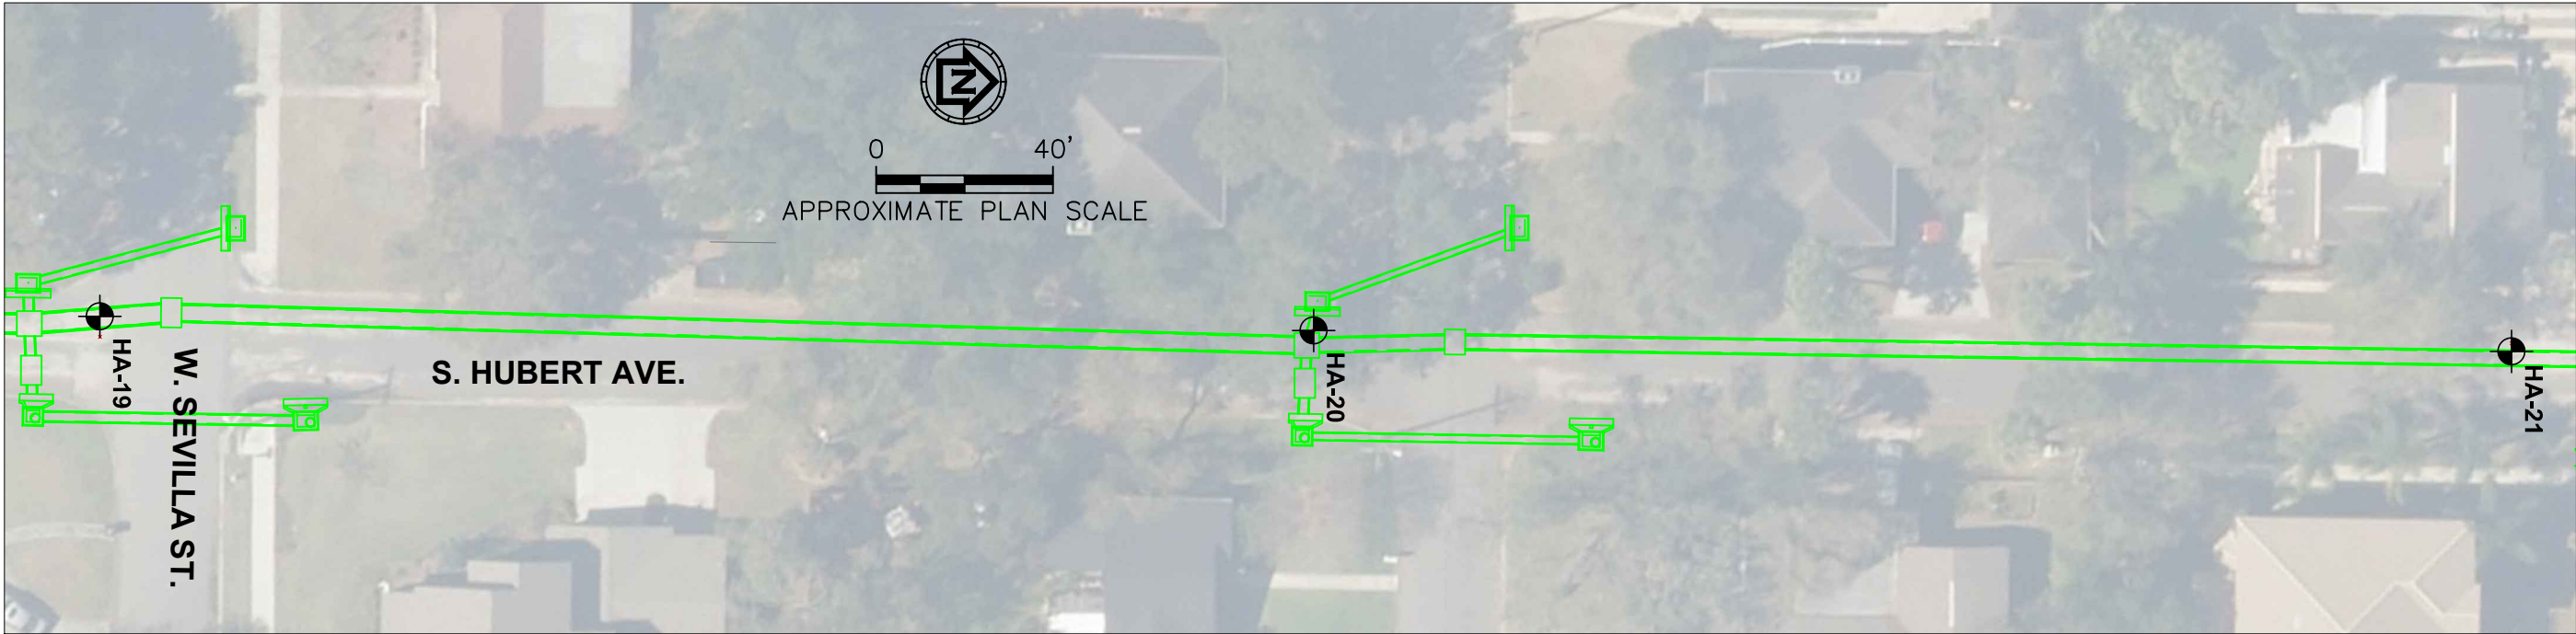 N
0 40'
APPROXIMATE PLAN SCALE
HA-19
W. SEVILLA ST.
S. HUBERT AVE.
HA-20
HA-21